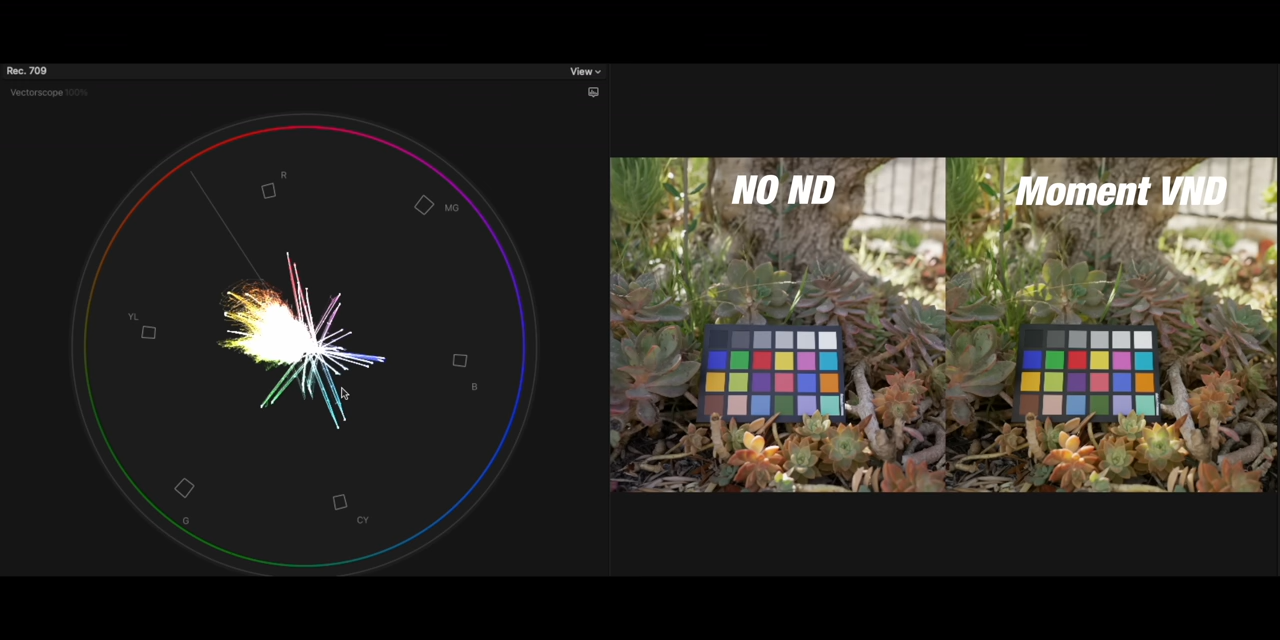 Rec. 709
View
Vectorscope 100%
R
MG
YL
B
G
CY
NO ND
Moment VND